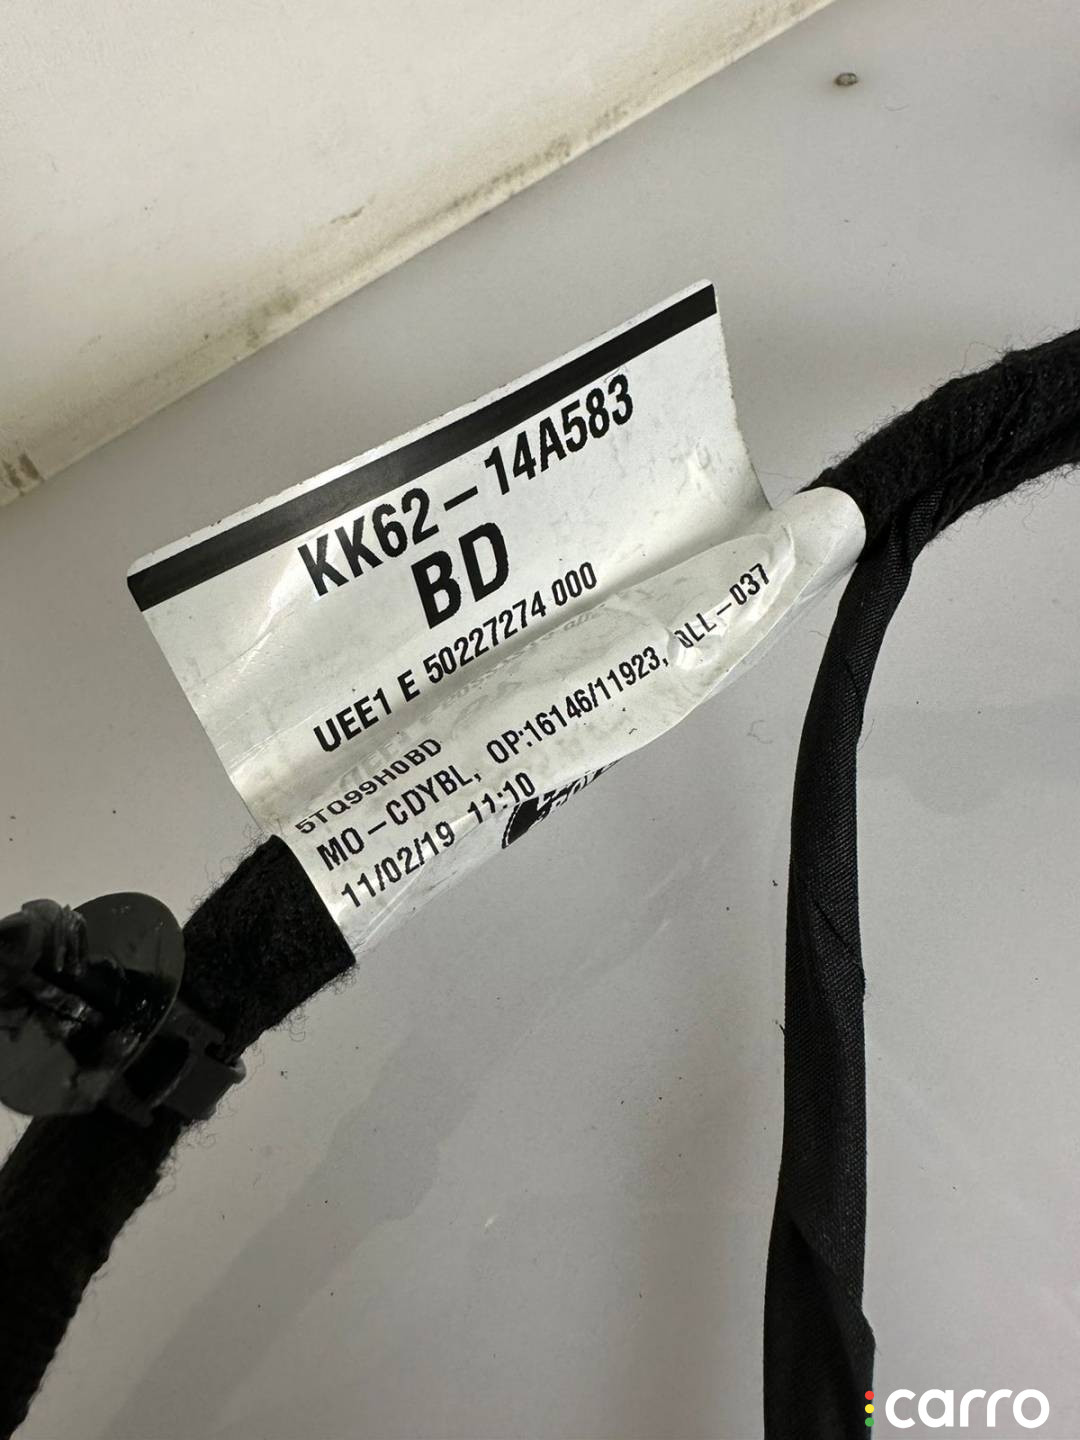 KK62-14A583
BD
UEE1 E 50227274 000
5TQ99H0BD
MO-CDYBL, OP:16146/11923, ALL-037
11/02/19 11:10
carro